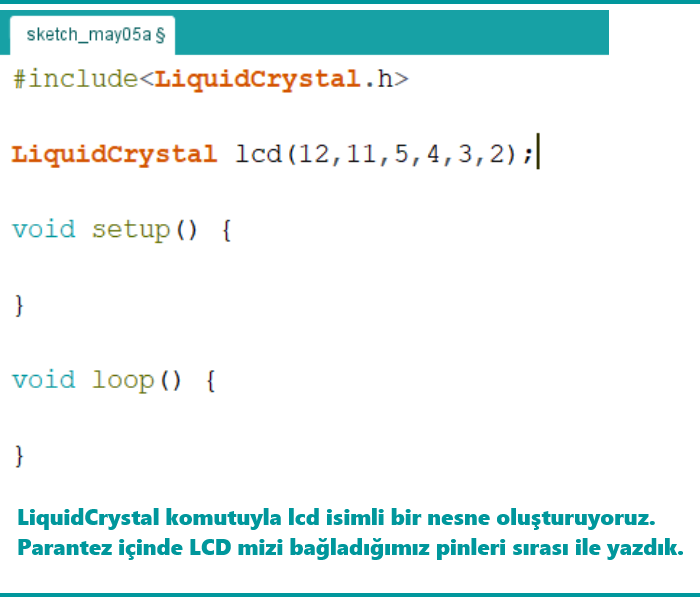 sketch_may05a §
#include<LiquidCrystal.h>
LiquidCrystal lcd(12,11,5,4,3,2);
void setup() {
}
void loop() {
}
LiquidCrystal komutuyla lcd isimli bir nesne oluşturuyoruz.
Parantez içinde LCD mizi bağladığımız pinleri sırası ile yazdık.